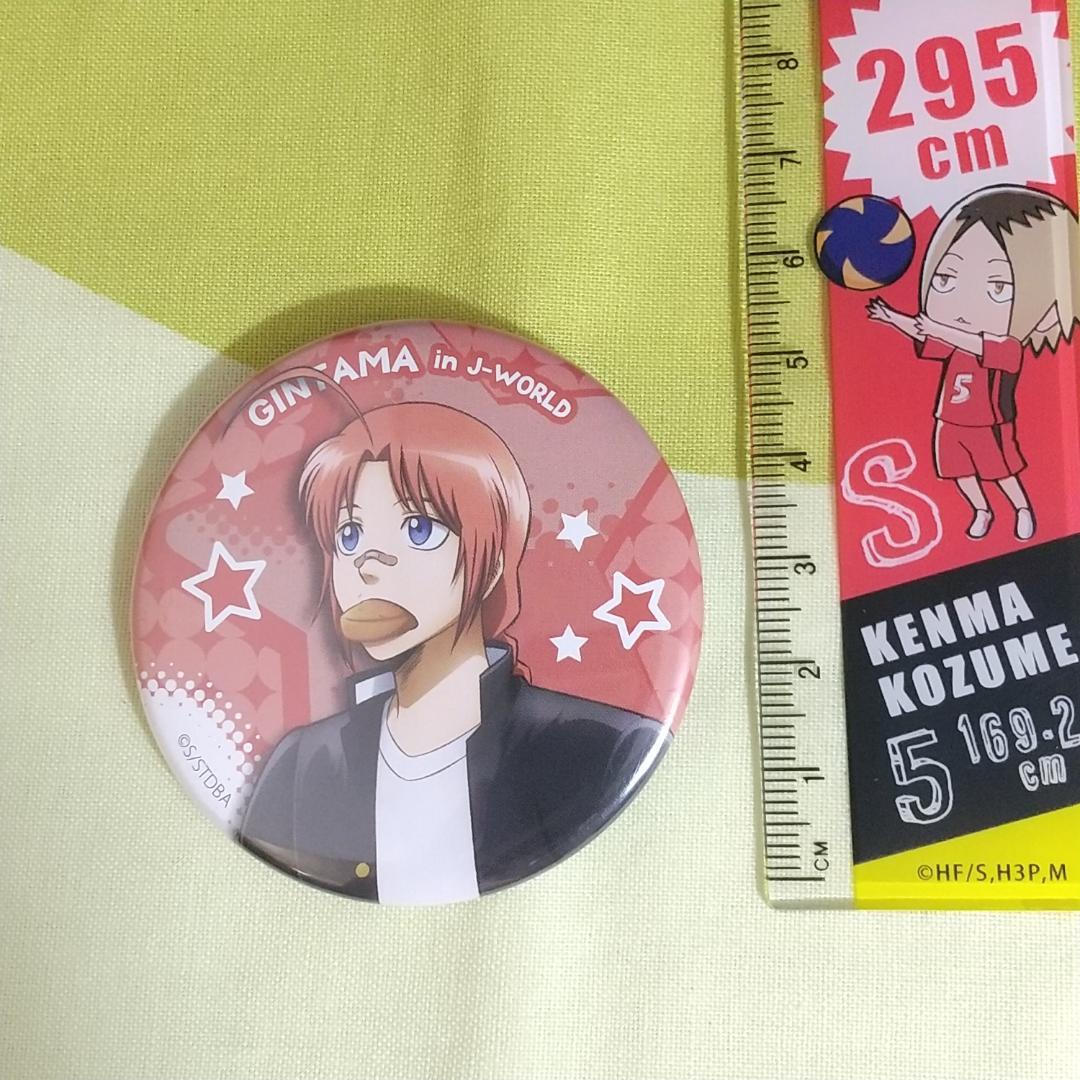 GINTAMA in J-WORLD
©S/STDBA
295
cm
5
S
KENMA
KOZUME
5 169.2
cm
©HF/S,H3P,M
8
7
6
5
4
3
2
1
CM